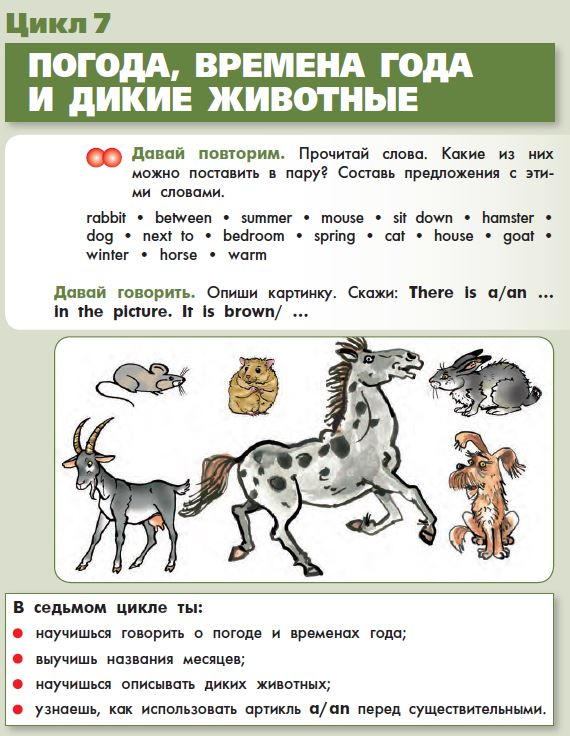 Цикл 7
ПОГОДА, ВРЕМЕНА ГОДА
И ДИКИЕ ЖИВОТНЫЕ
Давай повторим. Прочитай слова. Какие из них
можно поставить в пару? Составь предложения с эти-
ми словами.
rabbit • between • summer • mouse • sit down • hamster •
dog • next to • bedroom • spring • cat • house • goat •
winter • horse • warm
Давай говорить. Опиши картинку. Скажи: There is a/an ...
in the picture. It is brown/ ...
В седьмом цикле ты:
• научишься говорить о погоде и временах года;
• выучишь названия месяцев;
• научишься описывать диких животных;
• узнаешь, как использовать артикль a/an перед существительными.